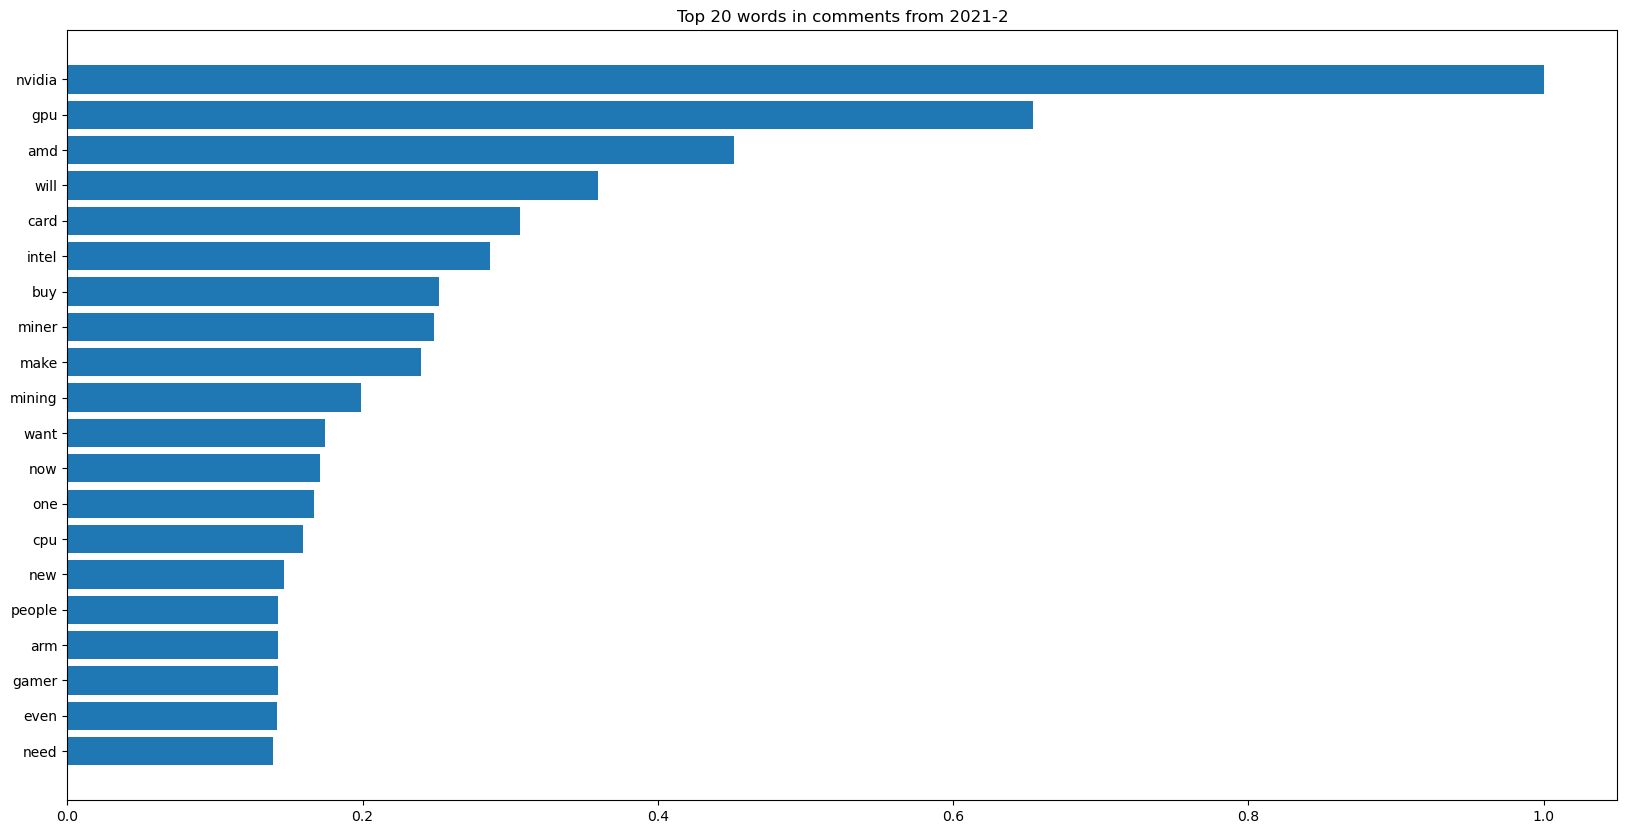 Top 20 words in comments from 2021-2
nvidia
gpu
amd
will
card
intel
buy
miner
make
mining
want
now
one
cpu
new
people
arm
gamer
even
need
0.0 0.2 0.4 0.6 0.8 1.0